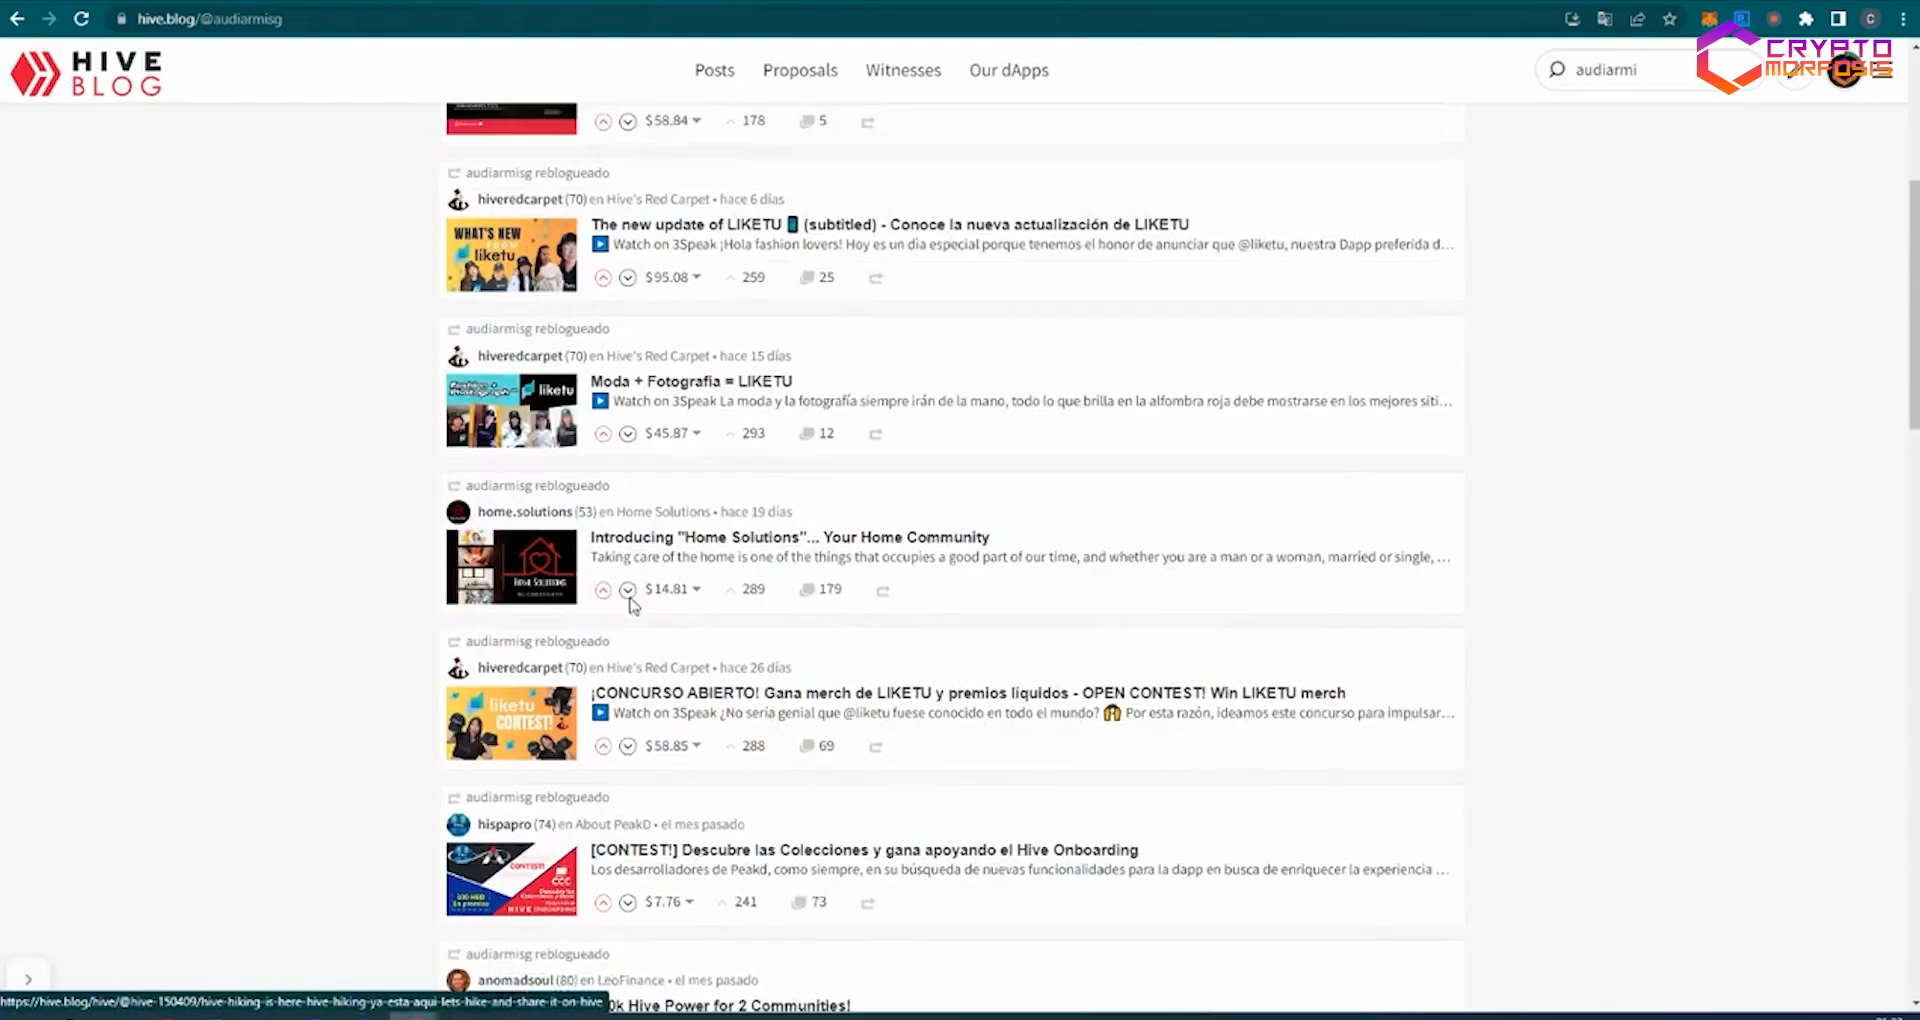 hive.blog/@audiarmisg
C
CRYPTO
MORFOSIS
HIVE
BLOG
Posts Proposals Witnesses Our dApps
audiarmi
$58.84 178 5
audiarmisg reblogueado
hiveredcarpet (70) en Hive's Red Carpet • hace 6 días
WHAT'S NEW
FROM
liketu
The new update of LIKETU (subtitled) - Conoce la nueva actualización de LIKETU
Watch on 3Speak ¡Hola fashion lovers! Hoy es un dia especial porque tenemos el honor de anunciar que @liketu, nuestra Dapp preferida d...
$95.08 259 25
audiarmisg reblogueado
hiveredcarpet (70) en Hive's Red Carpet • hace 15 días
liketu
Moda + Fotografía = LIKETU
Watch on 3Speak La moda y la fotografía siempre irán de la mano, todo lo que brilla en la alfombra roja debe mostrarse en los mejores siti...
$45.87 293 12
audiarmisg reblogueado
home.solutions (53) en Home Solutions • hace 19 días
HOME SOLUTIONS
Introducing "Home Solutions"... Your Home Community
Taking care of the home is one of the things that occupies a good part of our time, and whether you are a man or a woman, married or single, ...
$14.81 289 179
audiarmisg reblogueado
hiveredcarpet (70) en Hive's Red Carpet • hace 26 días
liketu
CONTEST!
¡CONCURSO ABIERTO! Gana merch de LIKETU y premios líquidos - OPEN CONTEST! Win LIKETU merch
Watch on 3Speak ¿No sería genial que @liketu fuese conocido en todo el mundo? Por esta razón, ideamos este concurso para impulsar...
$58.85 288 69
audiarmisg reblogueado
hispapro (74) en About PeakD • el mes pasado
CONTEST!
[CONTEST!] Descubre las Colecciones y gana apoyando el Hive Onboarding
Los desarrolladores de Peakd, como siempre, en su búsqueda de nuevas funcionalidades para la dapp en busca de enriquecer la experiencia ...
$7.76 241 73
audiarmisg reblogueado
anomadsoul (80) en LeoFinance • el mes pasado
0k Hive Power for 2 Communities!
https://hive.blog/hive/@hive-150409/hive-hiking-is-here-hive-hiking-ya-esta-aqui-lets-hike-and-share-it-on-hive